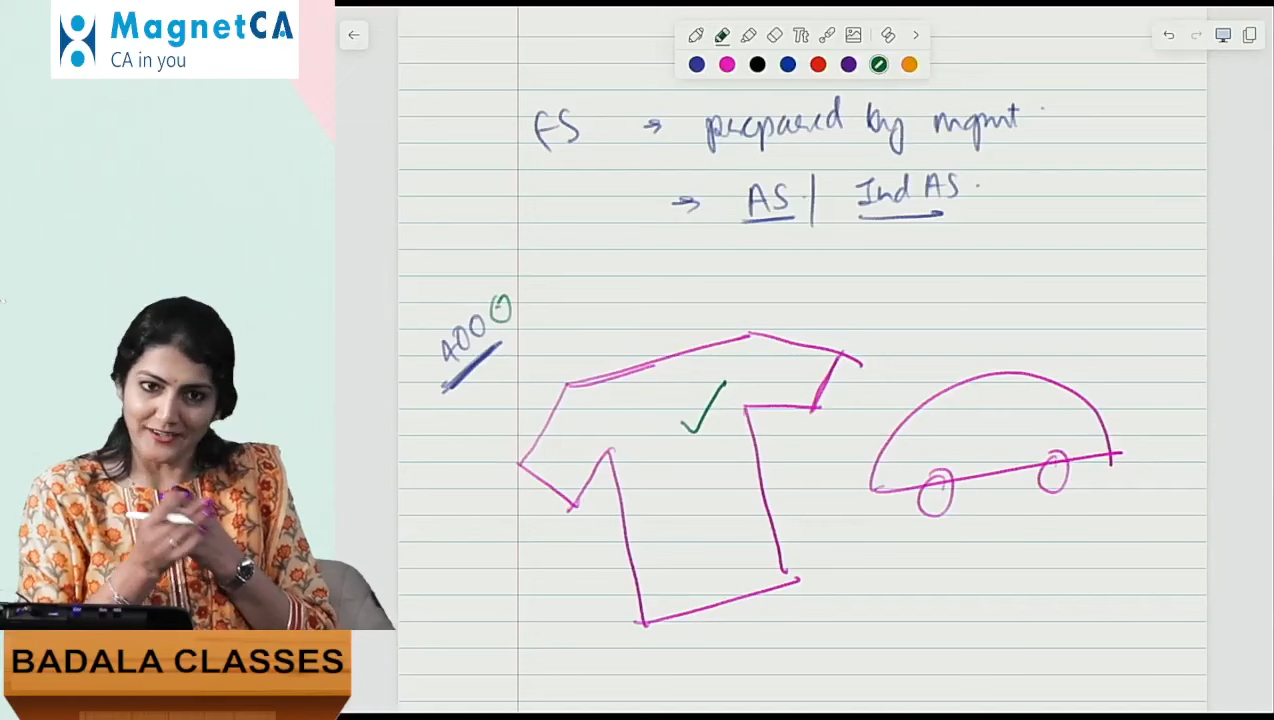 MagnetCA
CA in you
FS → prepared by mgmt
→ AS | Ind AS
4000
BADALA CLASSES